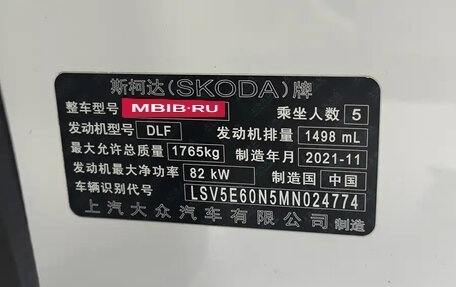 斯柯达(SKODA)牌
整车型号 MBIB.RU 乘坐人数 5
发动机型号 DLF 发动机排量 1498 mL
最大允许总质量 1765kg 制造年月 2021-11
发动机最大净功率 82 kW 制造国 中国
车辆识别代号 LSV5E60N5MN024774
上汽大众汽车有限公司 制造